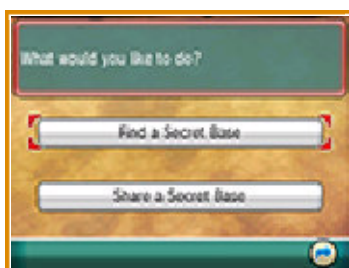 What would you like to do?
Find a Secret Base
Share a Secret Base